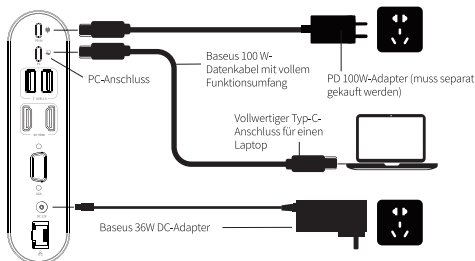 Baseus 100 W-
Datenkabel mit vollem
Funktionsumfang
PC-Anschluss
PD 100W-Adapter (muss separat
gekauft werden)
Vollwertiger Typ-C-
Anschluss für einen
Laptop
Baseus 36W DC-Adapter